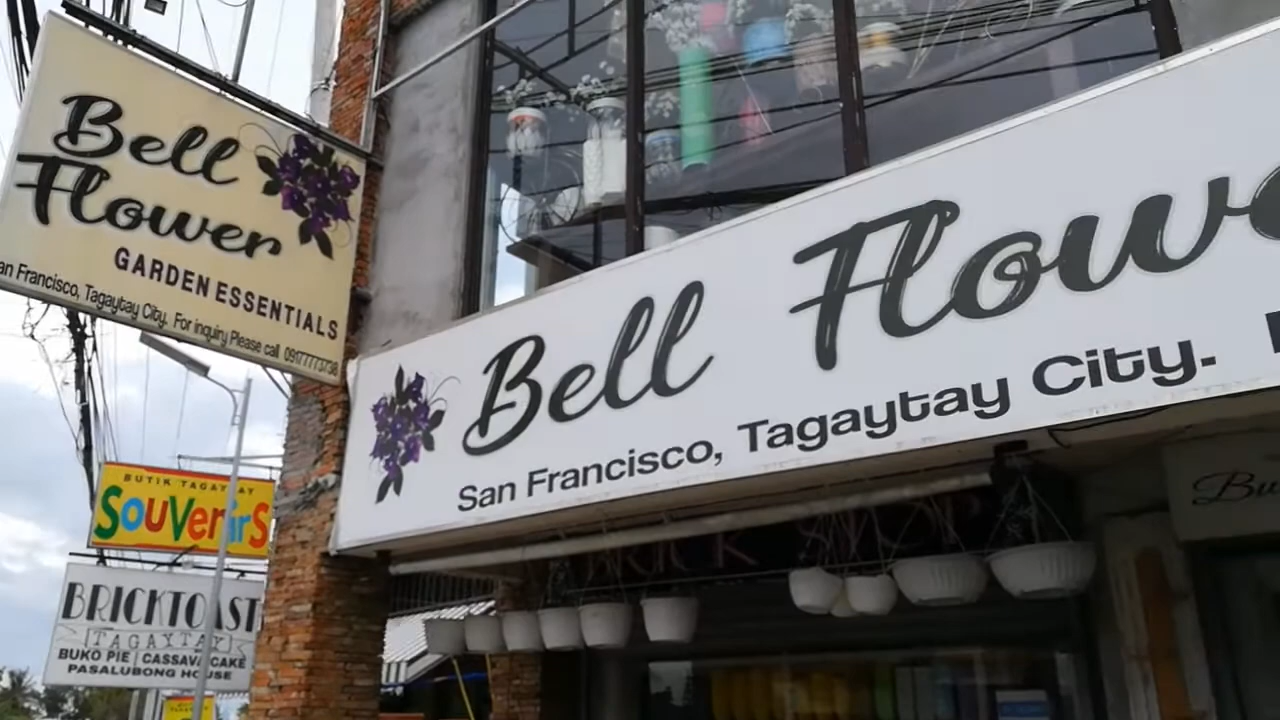 Bell
Flower
GARDEN ESSENTIALS
San Francisco, Tagaytay City. For inquiry Please call 09177773738
Bell Flowe
San Francisco, Tagaytay City.
BUTIK TAGAYTAY
SouVenirS
BRICKTOAST
TAGAYTAY
BUKO PIE | CASSAVA CAKE
PASALUBONG HOUSE